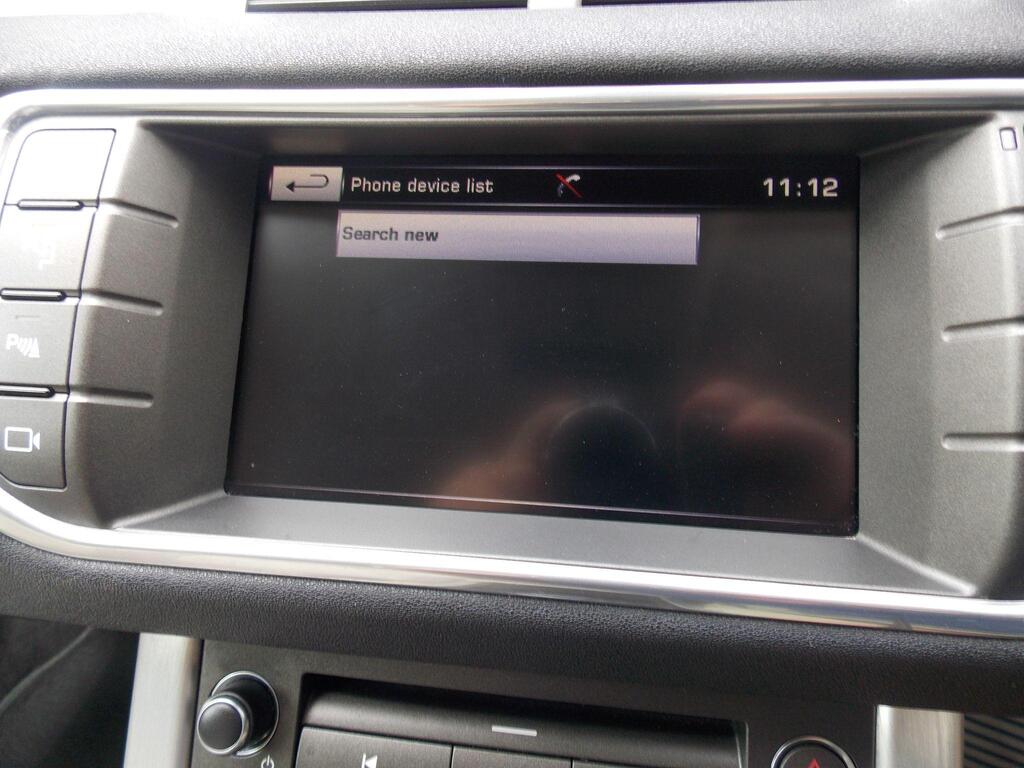 Phone device list
11:12
Search new
P